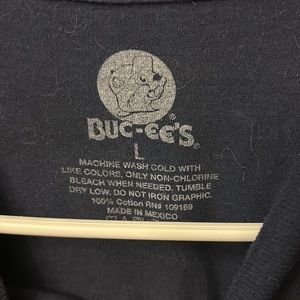 BUC-EE'S®
L
MACHINE WASH COLD WITH
LIKE COLORS. ONLY NON-CHLORINE
BLEACH WHEN NEEDED. TUMBLE
DRY LOW. DO NOT IRON GRAPHIC.
100% Cotton RN# 109169
MADE IN MEXICO